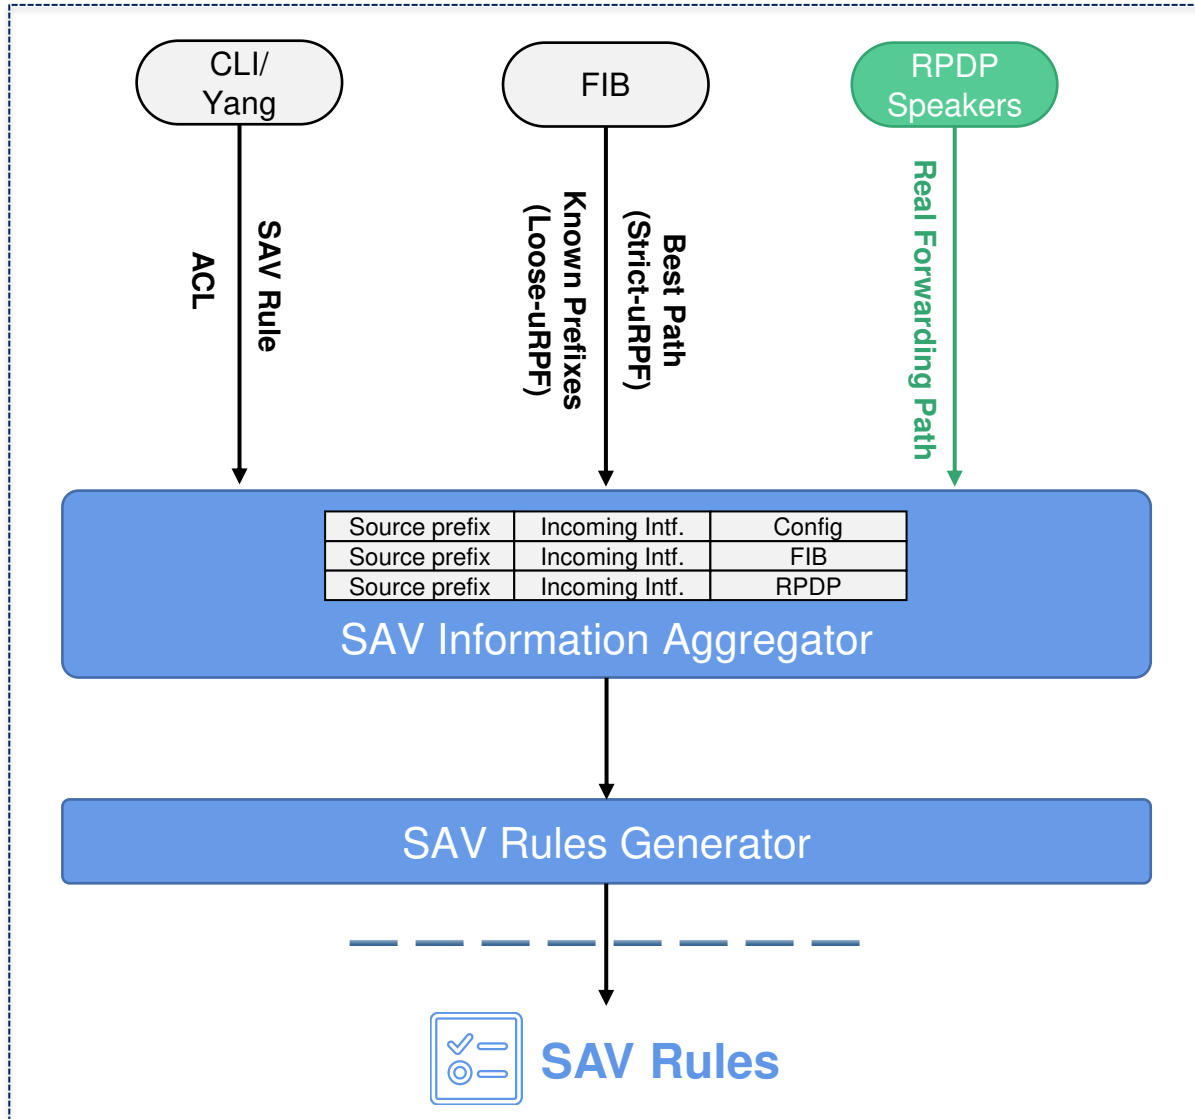 CLI/
Yang
FIB
RPDP
Speakers
SAV Rule
ACL
Best Path
(Strict-uRPF)
Known Prefixes
(Loose-uRPF)
Real Forwarding Path
Source prefix Incoming Intf. Config
Source prefix Incoming Intf. FIB
Source prefix Incoming Intf. RPDP
SAV Information Aggregator
SAV Rules Generator
SAV Rules